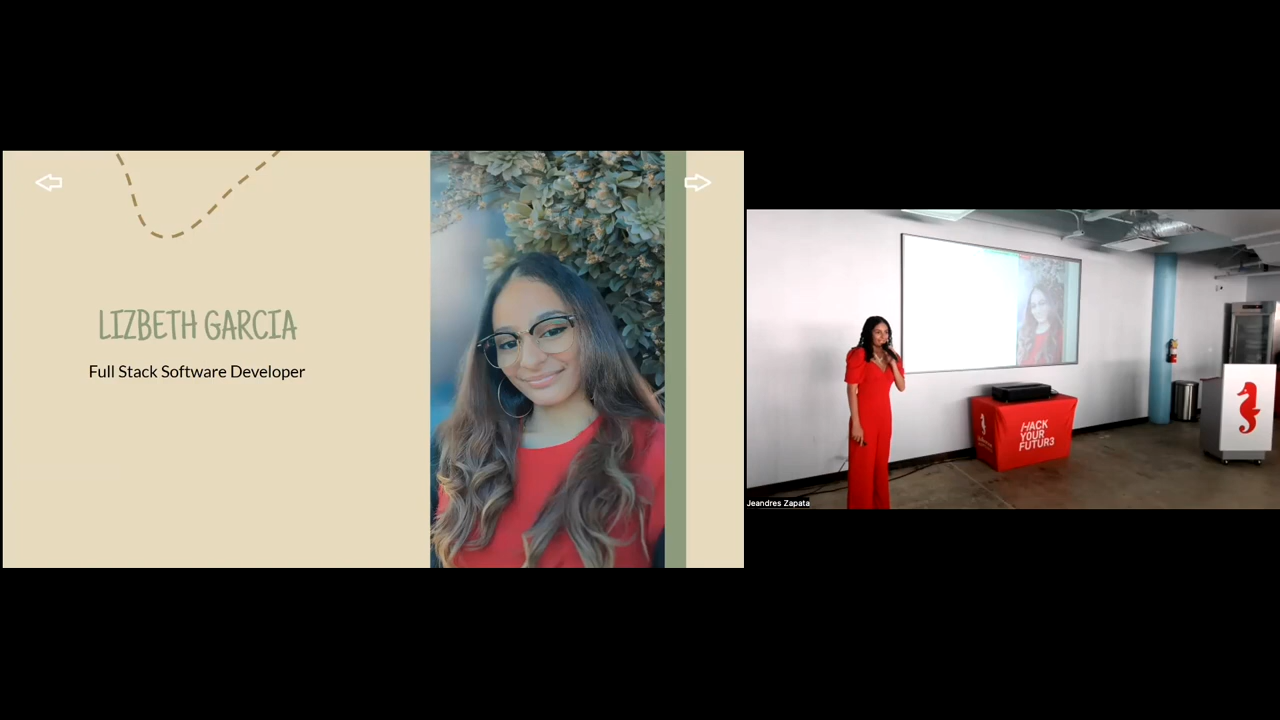 LIZBETH GARCIA
Full Stack Software Developer
HACK
YOUR
FUTUR3
Jeandres Zapata